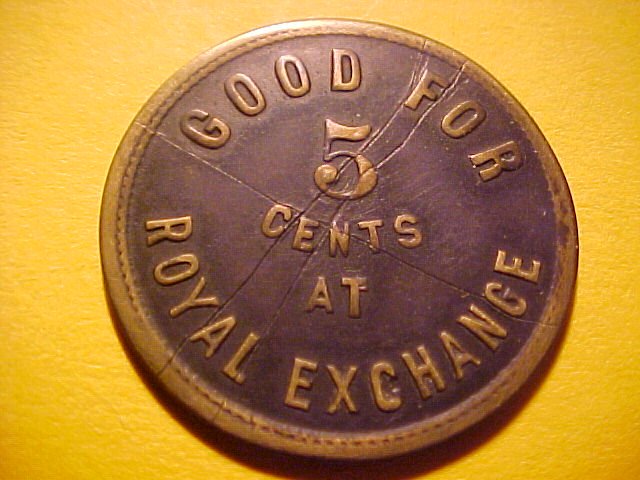 GOOD FOR
5
CENTS
AT
ROYAL EXCHANGE